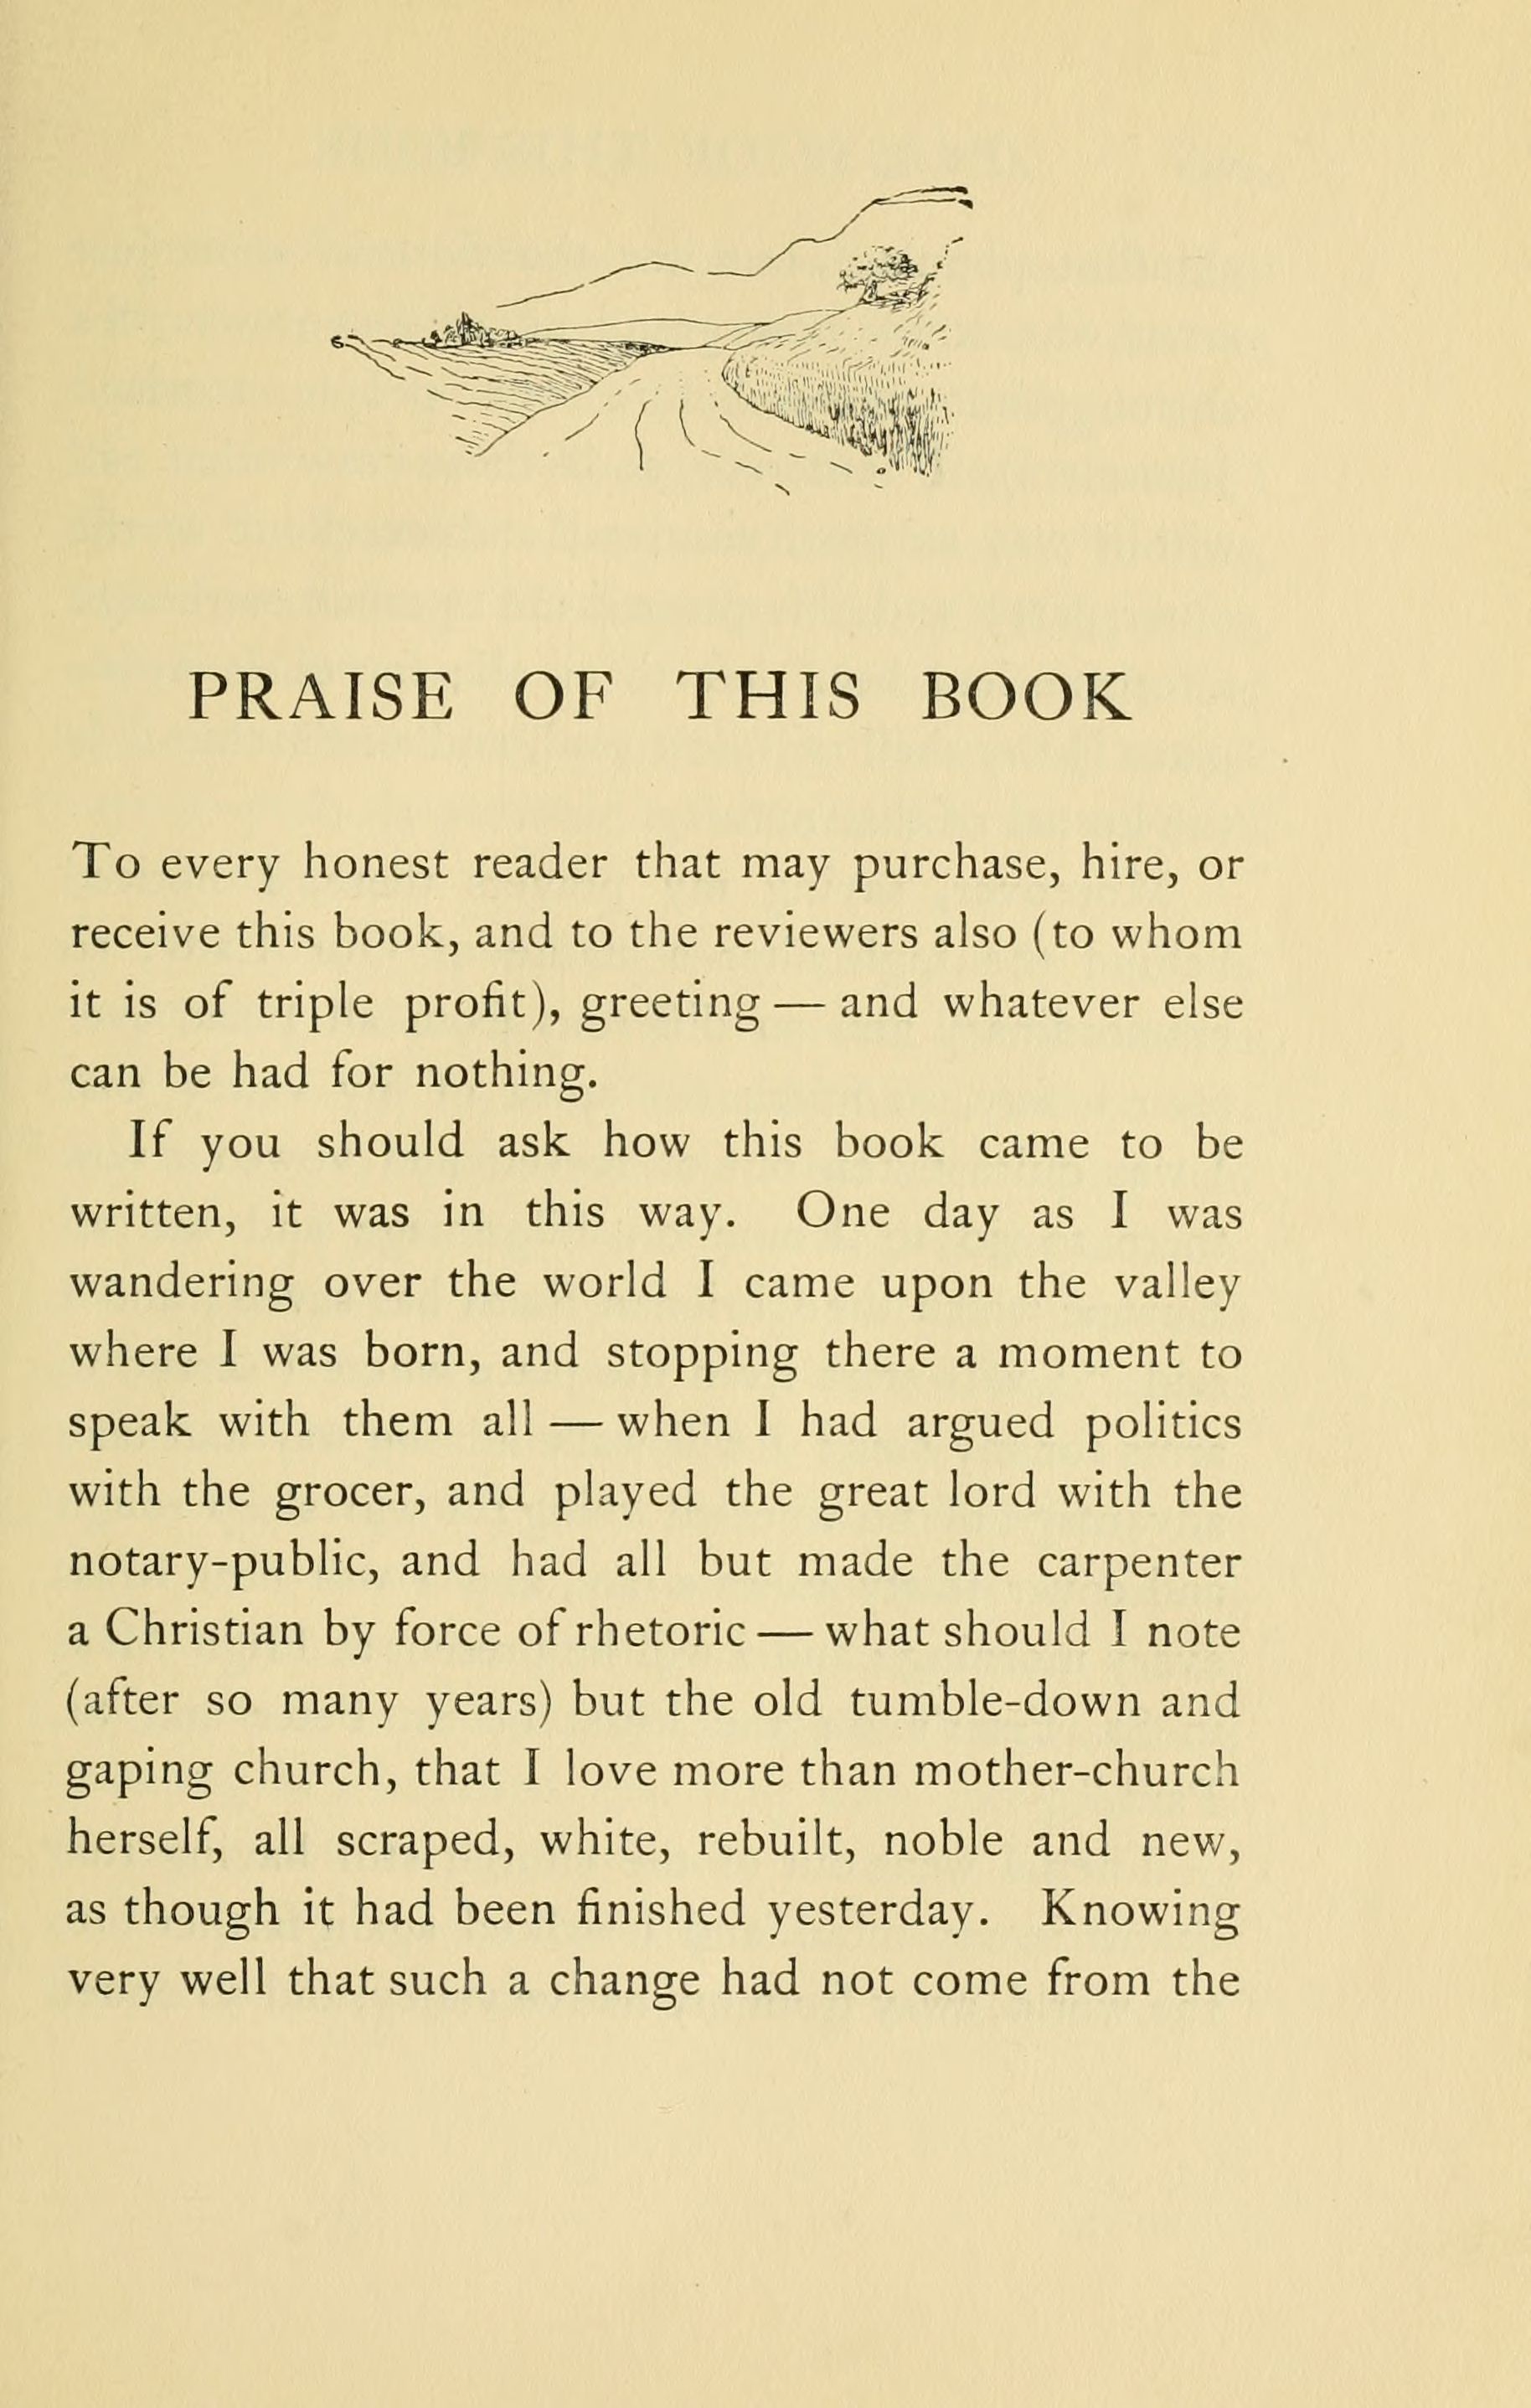 PRAISE OF THIS BOOK
To every honest reader that may purchase, hire, or
receive this book, and to the reviewers also (to whom
it is of triple profit), greeting — and whatever else
can be had for nothing.
If you should ask how this book came to be
written, it was in this way. One day as I was
wandering over the world I came upon the valley
where I was born, and stopping there a moment to
speak with them all — when I had argued politics
with the grocer, and played the great lord with the
notary-public, and had all but made the carpenter
a Christian by force of rhetoric — what should I note
(after so many years) but the old tumble-down and
gaping church, that I love more than mother-church
herself, all scraped, white, rebuilt, noble and new,
as though it had been finished yesterday. Knowing
very well that such a change had not come from the